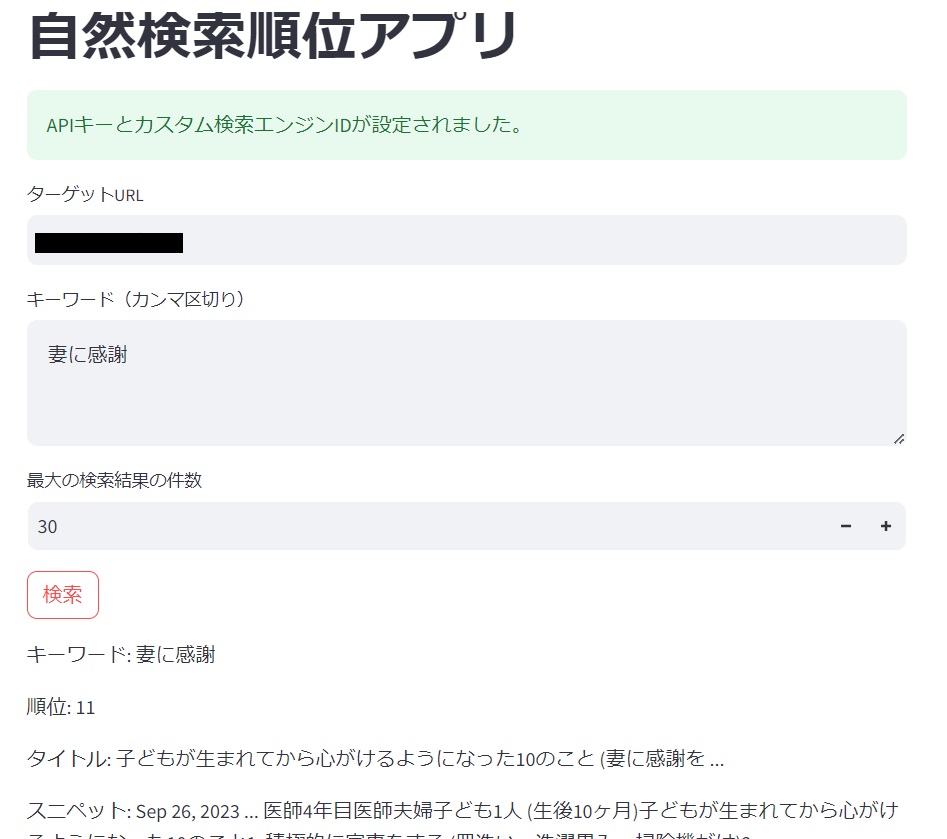 自然検索順位アプリ
APIキーとカスタム検索エンジンIDが設定されました。
ターゲットURL
キーワード（カンマ区切り）
妻に感謝
最大の検索結果の件数
30
検索
キーワード: 妻に感謝
順位: 11
タイトル: 子どもが生まれてから心がけるようになった10のこと (妻に感謝を ...
スニペット: Sep 26, 2023 ... 医師4年目医師夫婦子ども1人 (生後10ヶ月)子どもが生まれてから心がけ